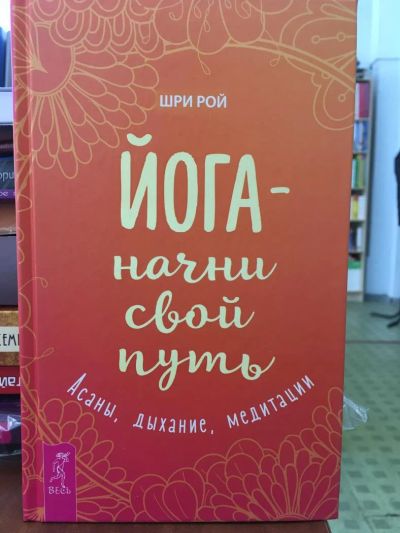 ШРИ РОЙ
ЙОГА-
начни
свой
путь
Асаны, дыхание, медитации
ВЕСЬ